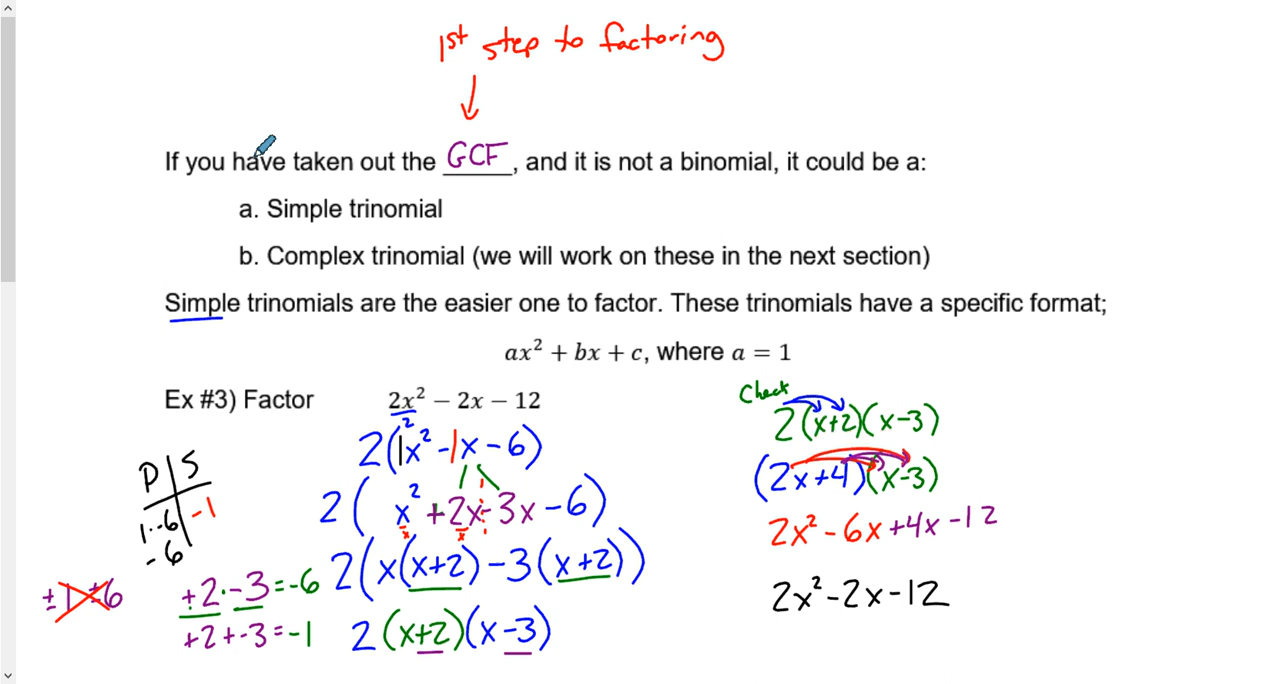 1st step to factoring
↓
If you have taken out the GCF, and it is not a binomial, it could be a:
a. Simple trinomial
b. Complex trinomial (we will work on these in the next section)
Simple trinomials are the easier one to factor. These trinomials have a specific format;
ax² + bx + c, where a = 1
Ex #3) Factor 2x² − 2x − 12
2(1x² -1x - 6)
2( x² +2x - 3x - 6)
2(x(x+2) - 3(x+2))
2(x+2)(x-3)
P | S
1·-6 | -1
-6
±1 ±6
+2·-3=-6
+2+-3=-1
Check
2(x+2)(x-3)
(2x+4)(x-3)
2x² - 6x + 4x - 12
2x² - 2x - 12